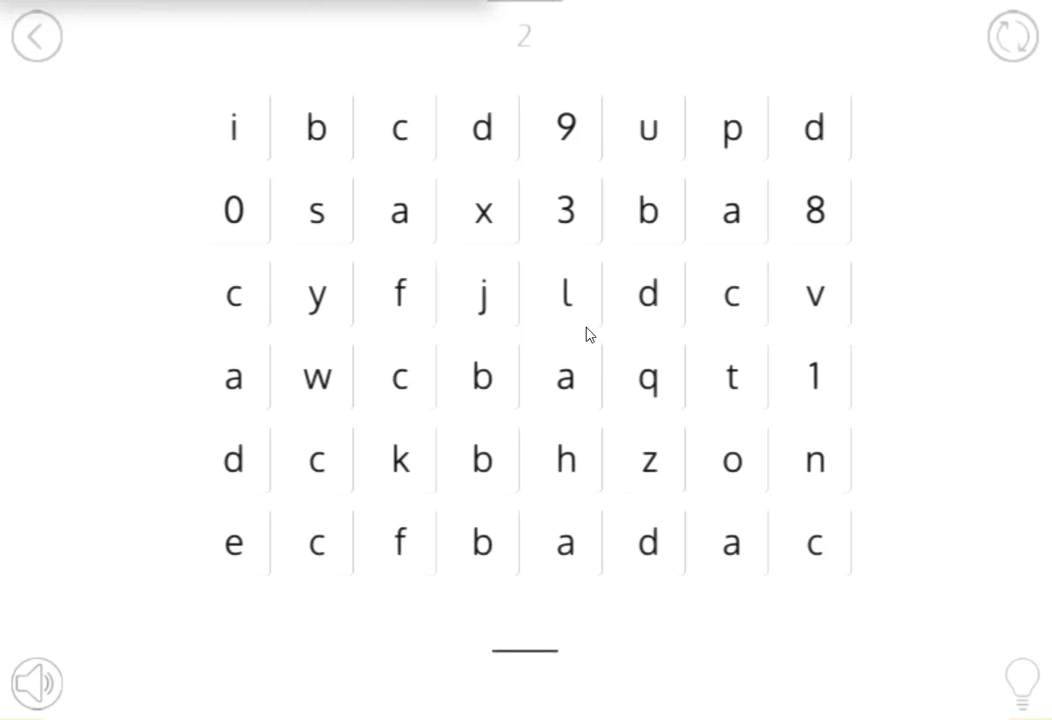 2
i b c d 9 u p d
0 s a x 3 b a 8
c y f j l d c v
a w c b a q t 1
d c k b h z o n
e c f b a d a c